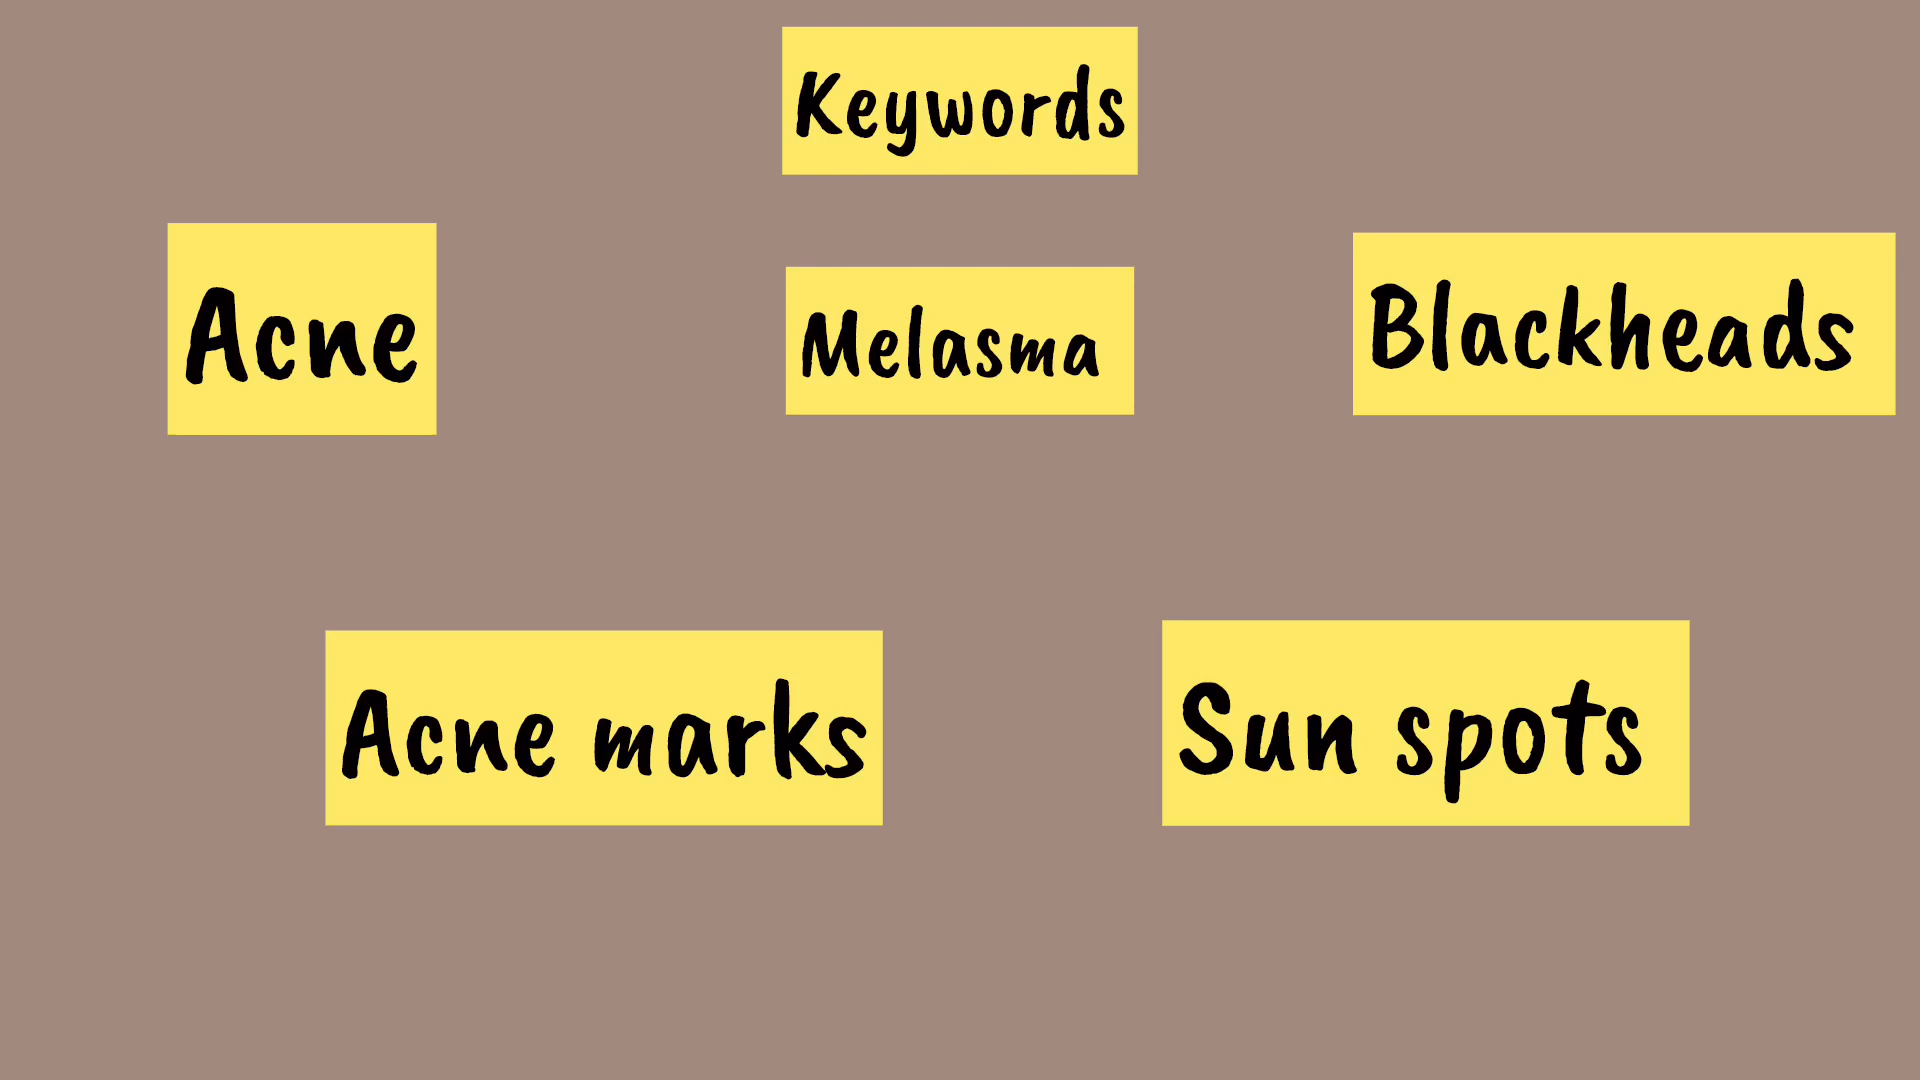 Keywords
Acne
Melasma
Blackheads
Acne marks
Sun spots